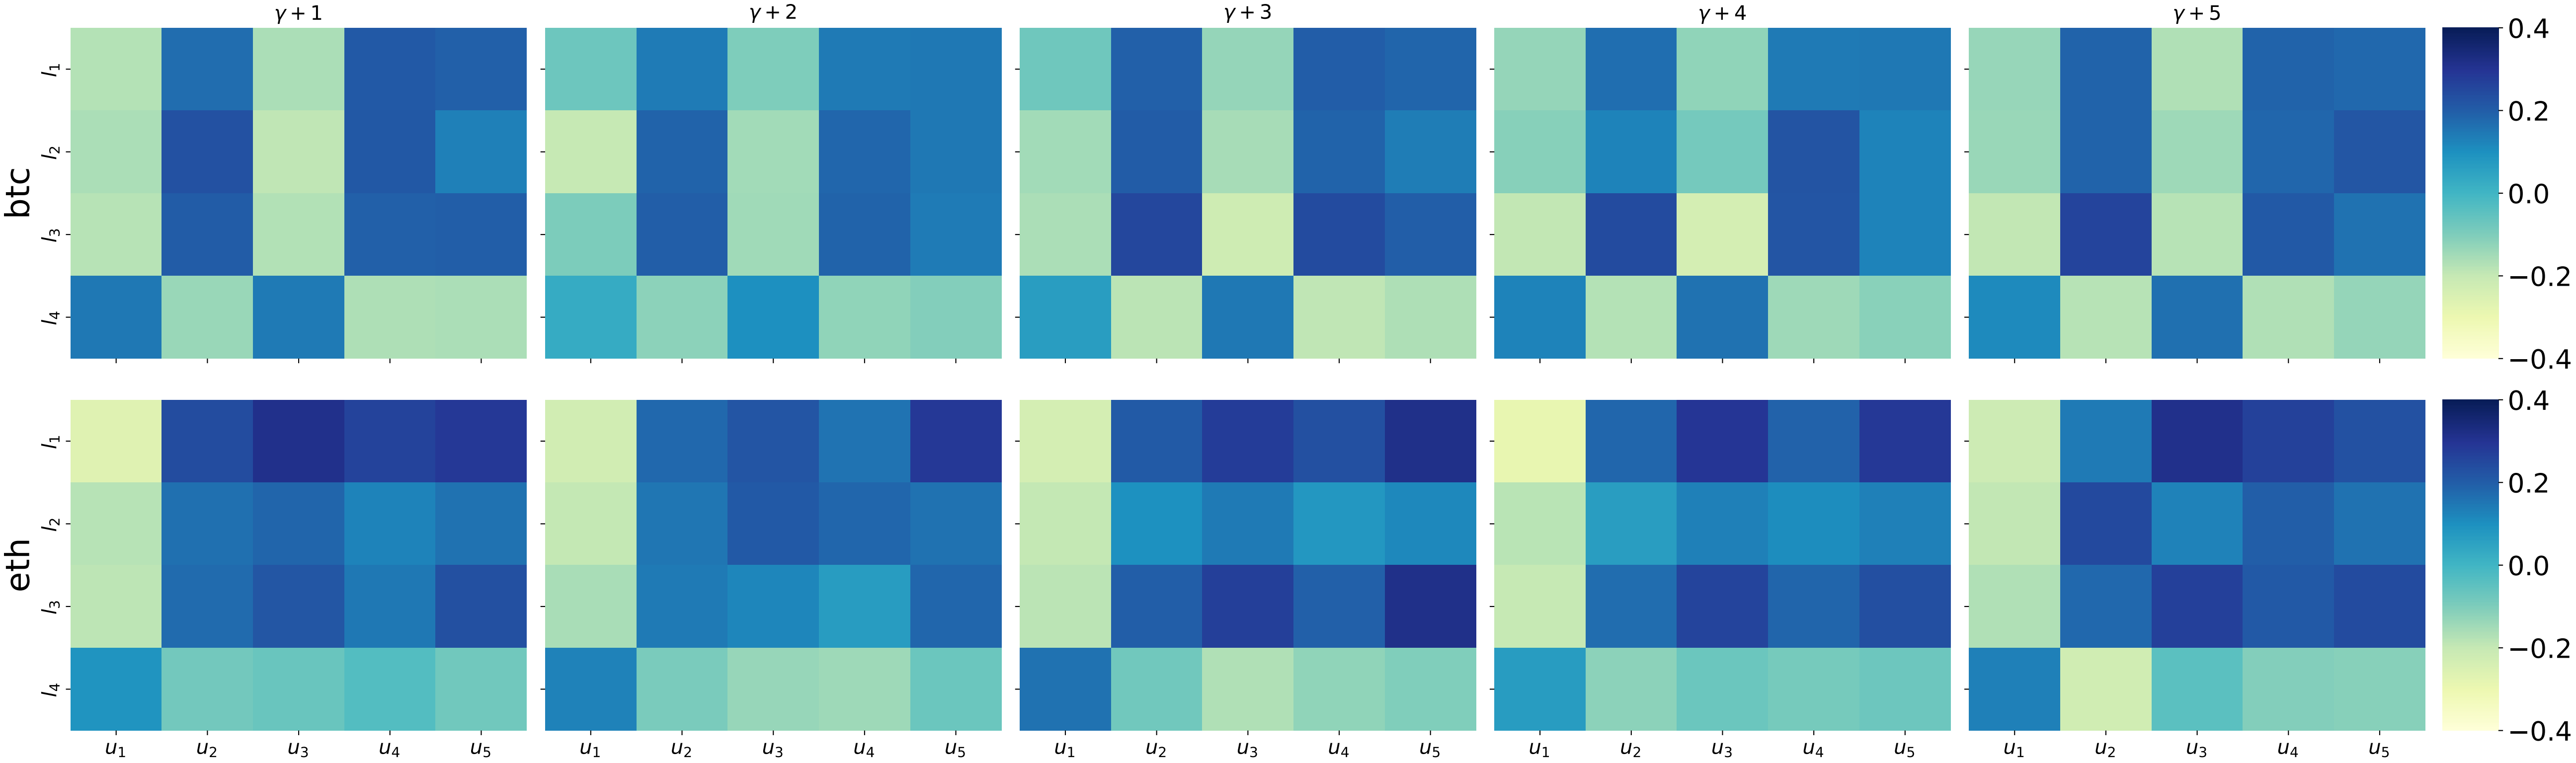 γ + 1 γ + 2 γ + 3 γ + 4 γ + 5
btc
l₁
l₂
l₃
l₄
0.4
0.2
0.0
−0.2
−0.4
eth
l₁
l₂
l₃
l₄
0.4
0.2
0.0
−0.2
−0.4
u₁ u₂ u₃ u₄ u₅ u₁ u₂ u₃ u₄ u₅ u₁ u₂ u₃ u₄ u₅ u₁ u₂ u₃ u₄ u₅ u₁ u₂ u₃ u₄ u₅